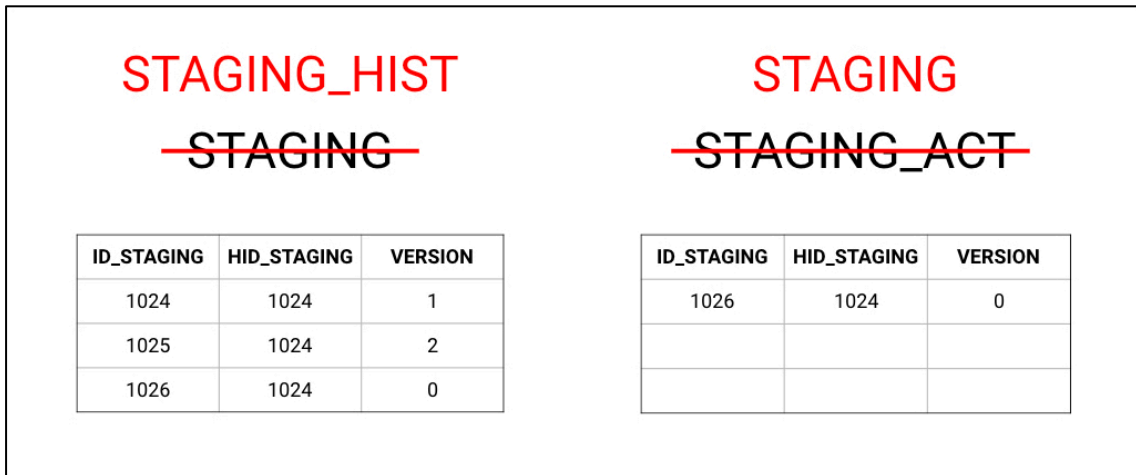 STAGING_HIST
STAGING
STAGING
STAGING_ACT
ID_STAGING HID_STAGING VERSION
1024 1024 1
1025 1024 2
1026 1024 0
ID_STAGING HID_STAGING VERSION
1026 1024 0